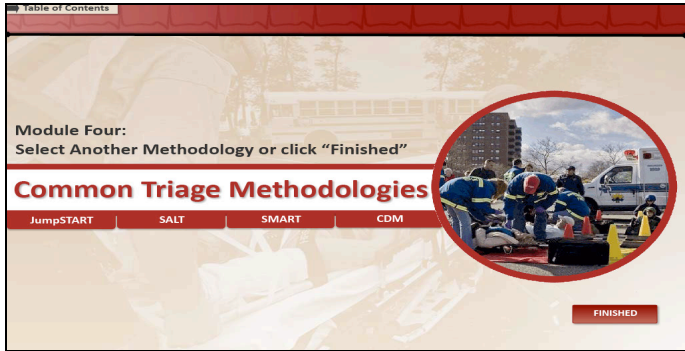 Table of Contents
Module Four:
Select Another Methodology or click “Finished”
Common Triage Methodologies
JumpSTART | SALT | SMART | CDM
FINISHED